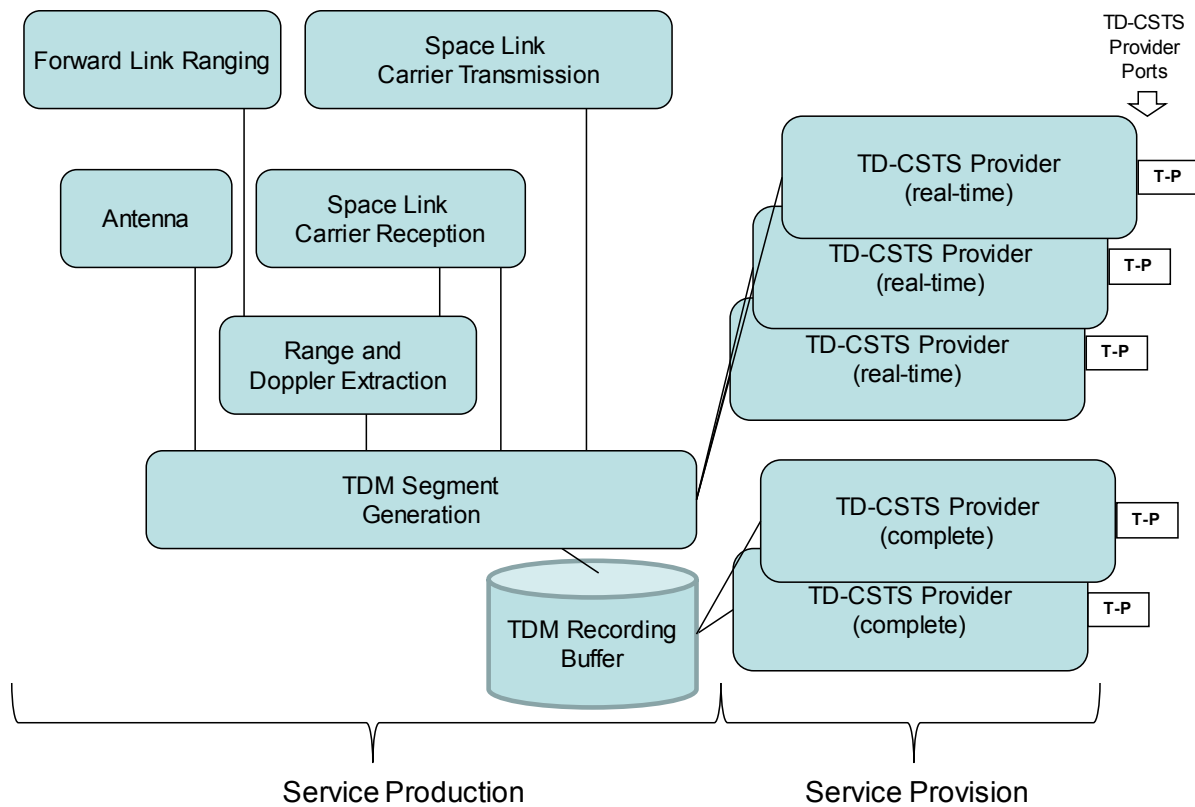 Forward Link Ranging
Space Link
Carrier Transmission
TD-CSTS
Provider
Ports
Antenna
Space Link
Carrier Reception
TD-CSTS Provider
(real-time)
T-P
TD-CSTS Provider
(real-time)
T-P
Range and
Doppler Extraction
TD-CSTS Provider
(real-time)
T-P
TDM Segment
Generation
TD-CSTS Provider
(complete)
T-P
TDM Recording
Buffer
TD-CSTS Provider
(complete)
T-P
Service Production
Service Provision